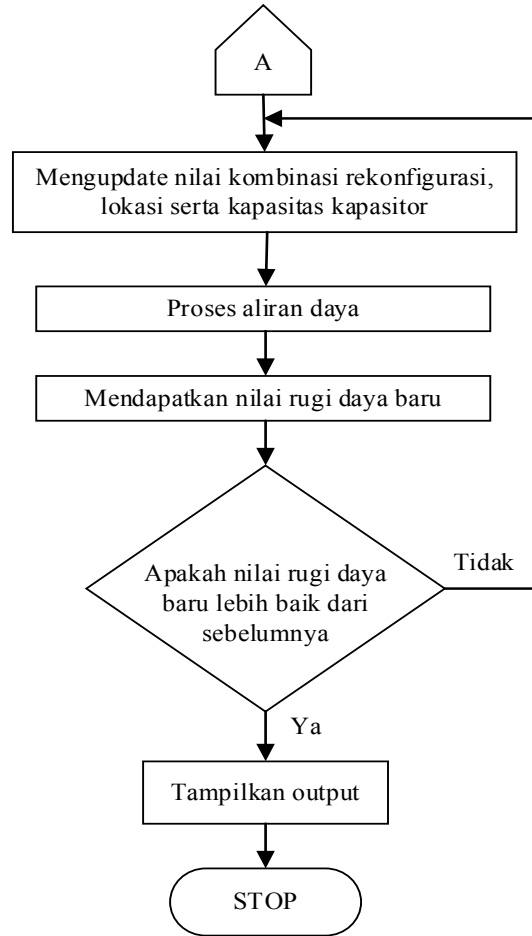 A
Mengupdate nilai kombinasi rekonfigurasi,
lokasi serta kapasitas kapasitor
Proses aliran daya
Mendapatkan nilai rugi daya baru
Apakah nilai rugi daya
baru lebih baik dari
sebelumnya
Tidak
Ya
Tampilkan output
STOP